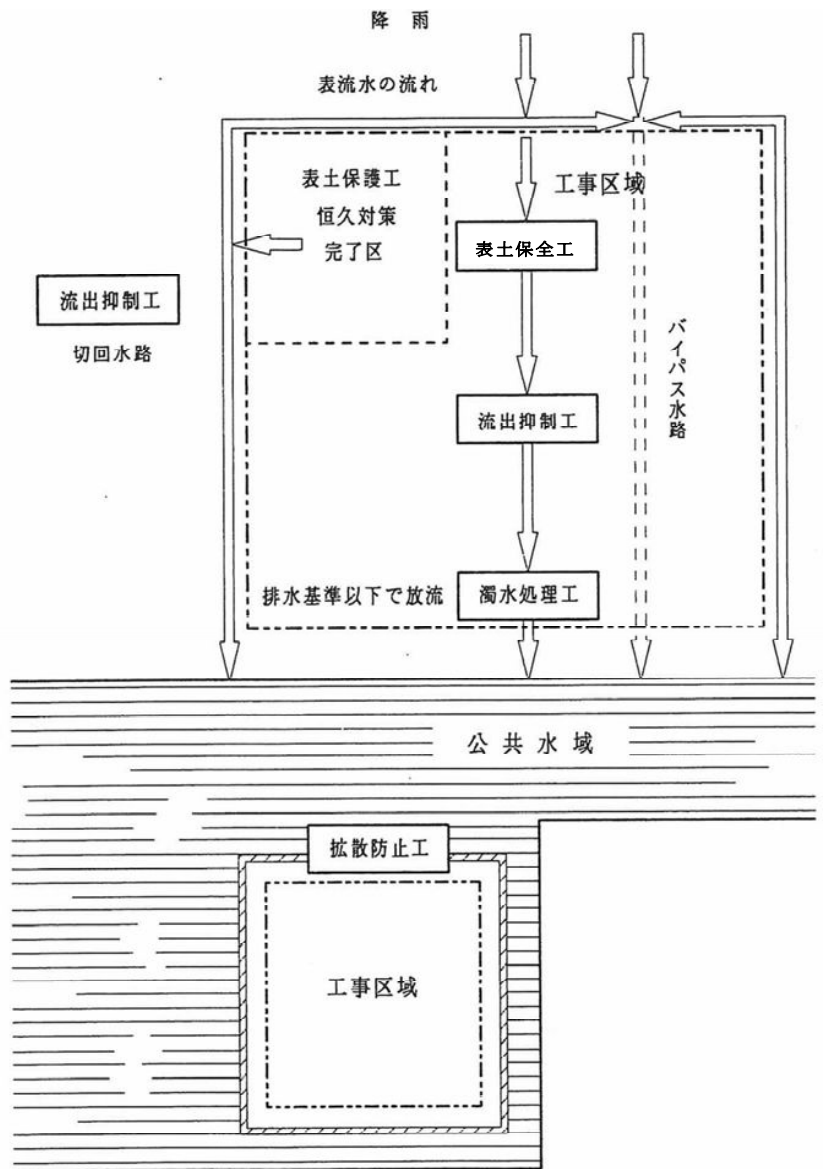 降雨
表流水の流れ
表土保護工
恒久対策
完了区
工事区域
表土保全工
流出抑制工
切回水路
バイパス水路
流出抑制工
排水基準以下で放流
濁水処理工
公共水域
拡散防止工
工事区域